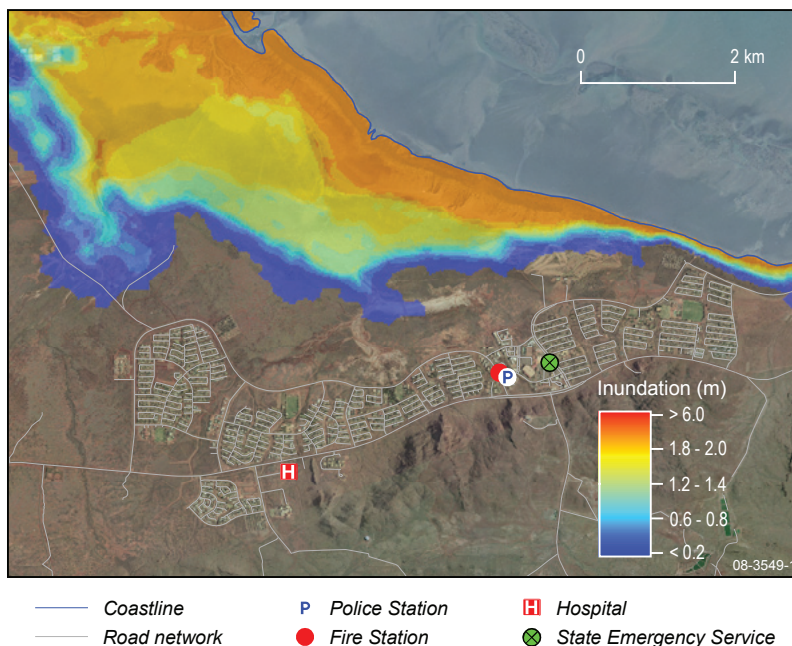 0 2 km
P
H
Inundation (m)
> 6.0
1.8 - 2.0
1.2 - 1.4
0.6 - 0.8
< 0.2
08-3549-1
Coastline P Police Station H Hospital
Road network Fire Station State Emergency Service